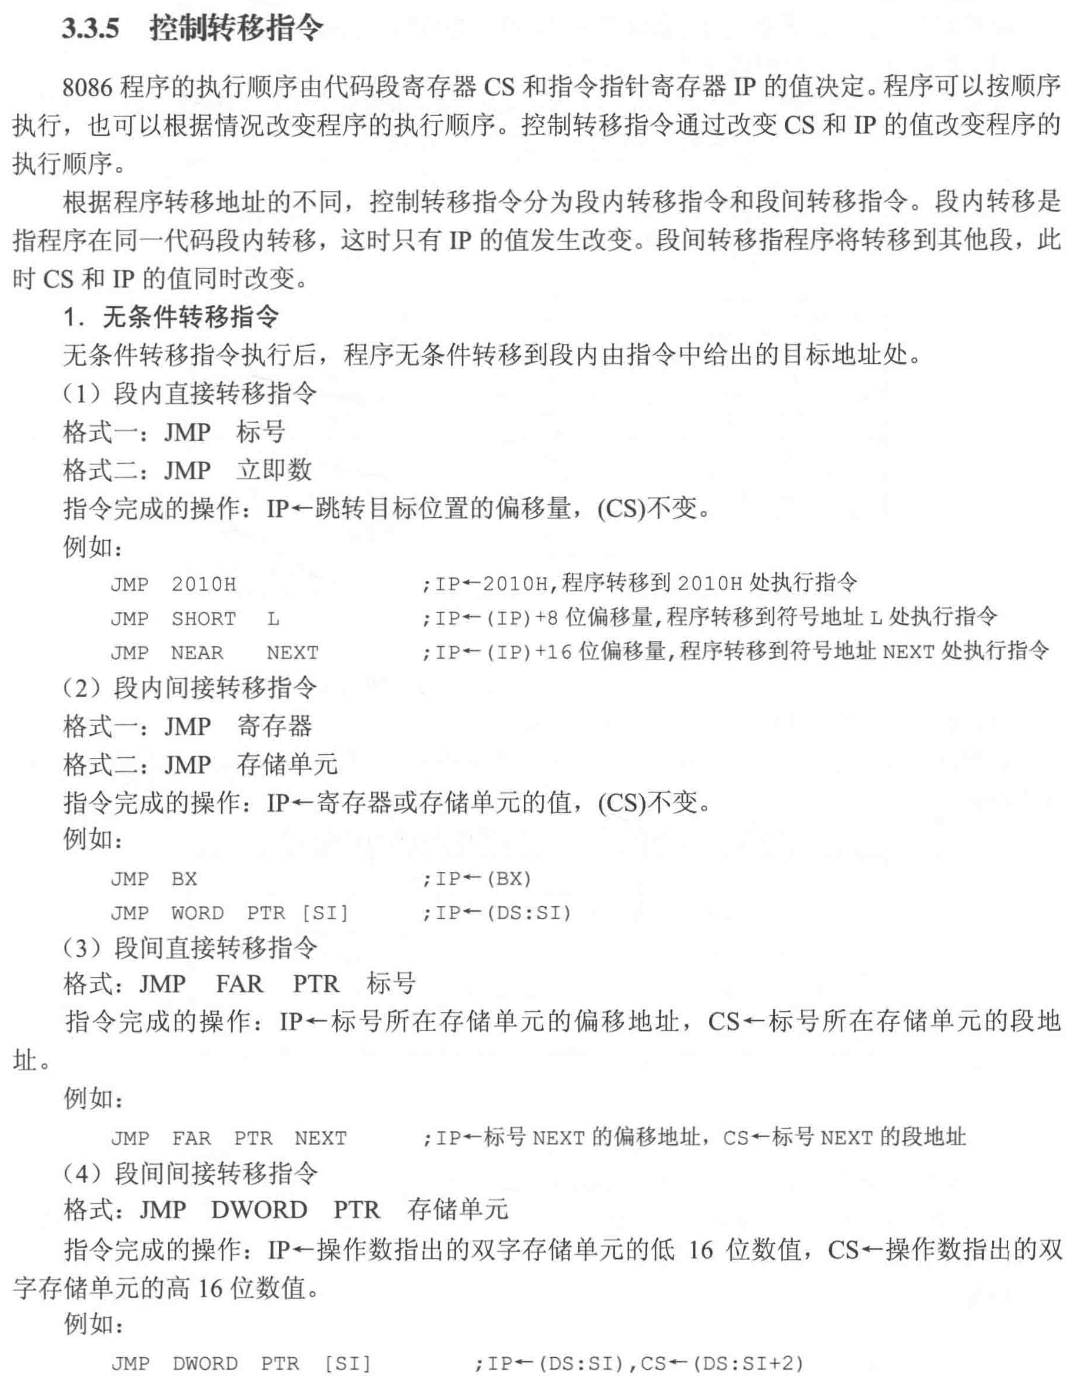 3.3.5 控制转移指令
8086 程序的执行顺序由代码段寄存器 CS 和指令指针寄存器 IP 的值决定。程序可以按顺序
执行，也可以根据情况改变程序的执行顺序。控制转移指令通过改变 CS 和 IP 的值改变程序的
执行顺序。
根据程序转移地址的不同，控制转移指令分为段内转移指令和段间转移指令。段内转移是
指程序在同一代码段内转移，这时只有 IP 的值发生改变。段间转移指程序将转移到其他段，此
时 CS 和 IP 的值同时改变。
1．无条件转移指令
无条件转移指令执行后，程序无条件转移到段内由指令中给出的目标地址处。
（1）段内直接转移指令
格式一：JMP 标号
格式二：JMP 立即数
指令完成的操作：IP←跳转目标位置的偏移量，(CS)不变。
例如：
JMP 2010H ;IP←2010H,程序转移到 2010H 处执行指令
JMP SHORT L ;IP←(IP)+8 位偏移量,程序转移到符号地址 L 处执行指令
JMP NEAR NEXT ;IP←(IP)+16 位偏移量,程序转移到符号地址 NEXT 处执行指令
（2）段内间接转移指令
格式一：JMP 寄存器
格式二：JMP 存储单元
指令完成的操作：IP←寄存器或存储单元的值，(CS)不变。
例如：
JMP BX ;IP←(BX)
JMP WORD PTR [SI] ;IP←(DS:SI)
（3）段间直接转移指令
格式：JMP FAR PTR 标号
指令完成的操作：IP←标号所在存储单元的偏移地址，CS←标号所在存储单元的段地
址。
例如：
JMP FAR PTR NEXT ;IP←标号 NEXT 的偏移地址，CS←标号 NEXT 的段地址
（4）段间间接转移指令
格式：JMP DWORD PTR 存储单元
指令完成的操作：IP←操作数指出的双字存储单元的低 16 位数值，CS←操作数指出的双
字存储单元的高 16 位数值。
例如：
JMP DWORD PTR [SI] ;IP←(DS:SI),CS←(DS:SI+2)